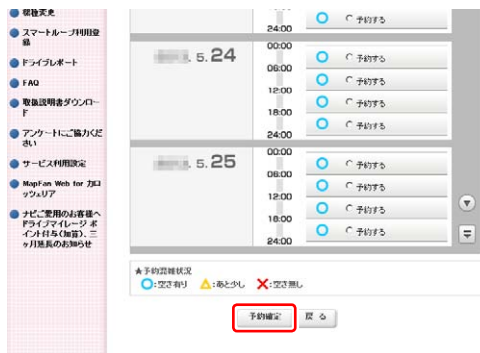 機種変更
スマートループ利用登
録
ドライブレポート
FAQ
取扱説明書ダウンロー
ド
アンケートにご協力くだ
さい
サービス利用設定
MapFan Web for カロ
ッツェリア
ナビご愛用のお客様へ
ドライブマイレージ ポ
イント付与(加算)、三
ヶ月延長のお知らせ
予約する
24:00
. 5. 24
00:00
予約する
06:00
予約する
12:00
予約する
18:00
予約する
24:00
. 5. 25
00:00
予約する
06:00
予約する
12:00
予約する
18:00
予約する
24:00
★予約混雑状況
:空き有り :あと少し :空き無し
予約確定 戻 る